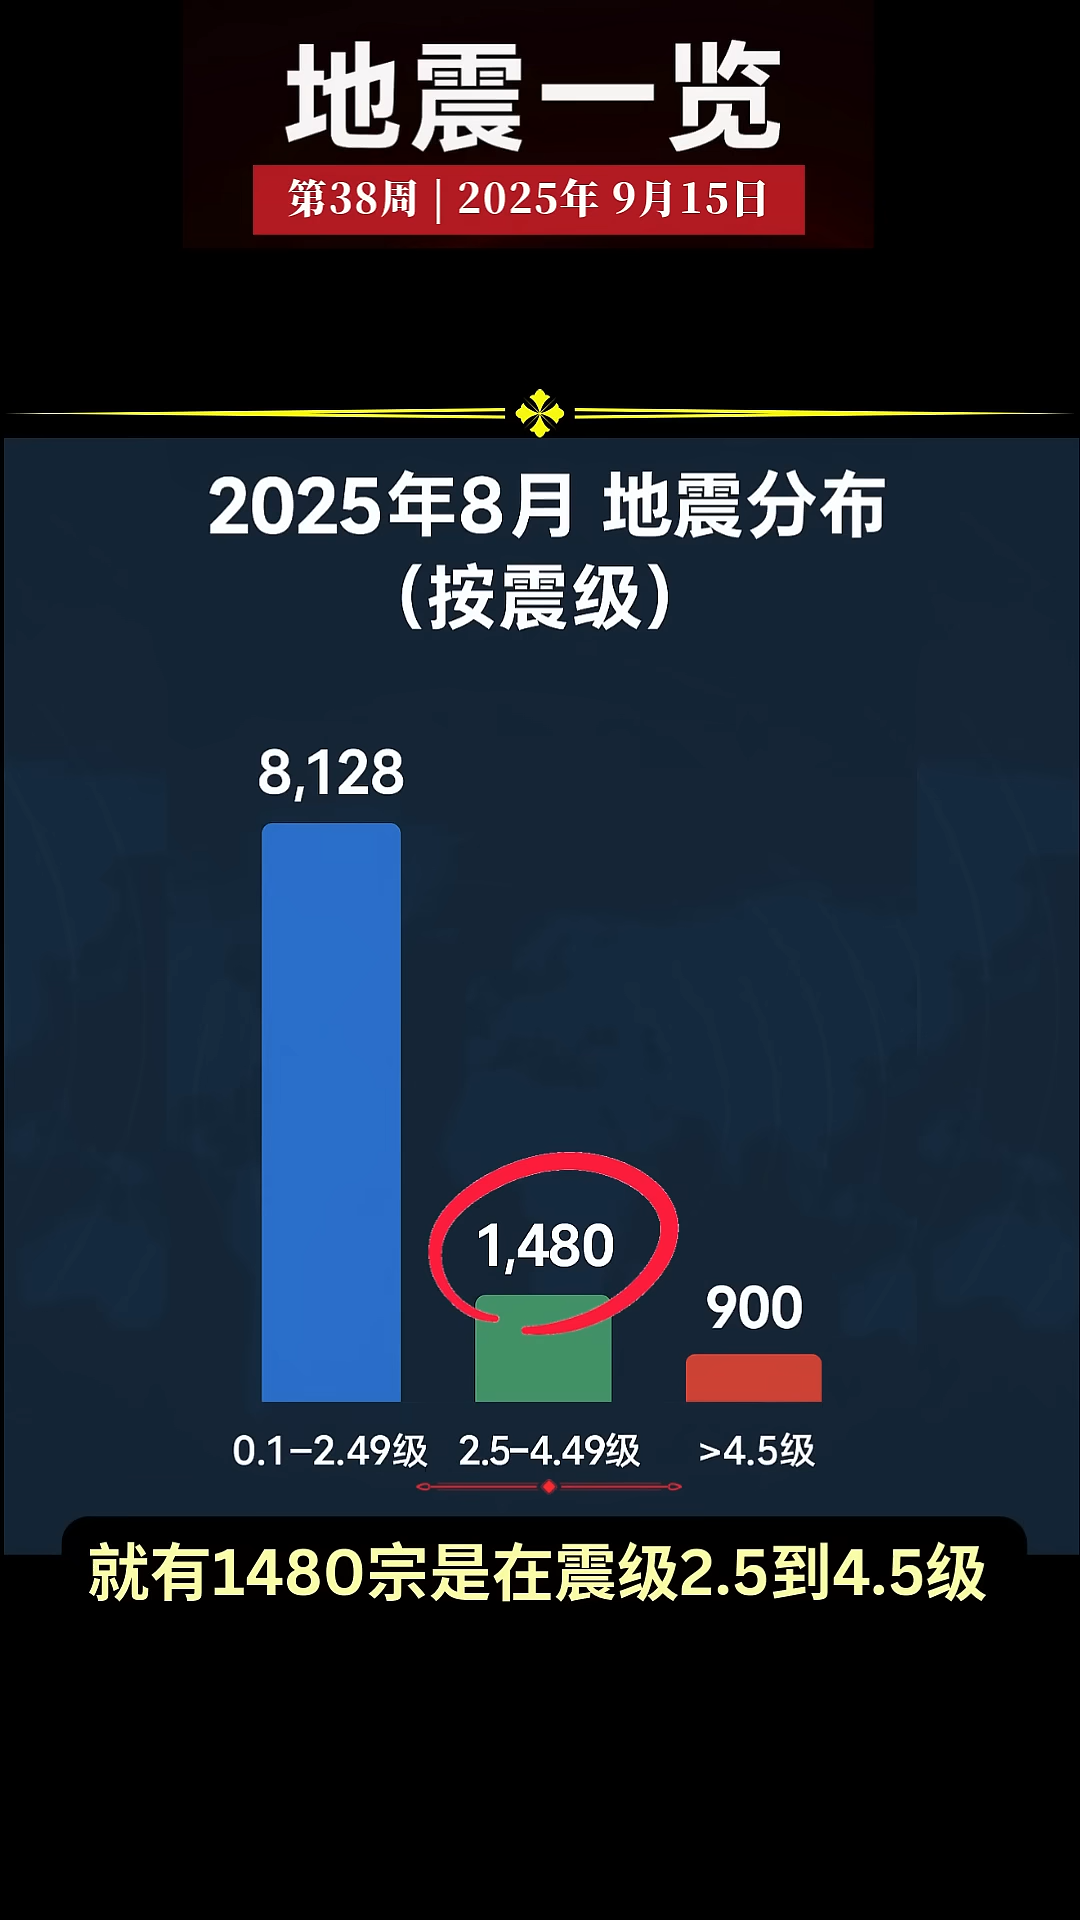 地震一览
第38周 | 2025年 9月15日
2025年8月 地震分布
（按震级）
8,128
1,480
900
0.1–2.49级
2.5–4.49级
>4.5级
就有1480宗是在震级2.5到4.5级